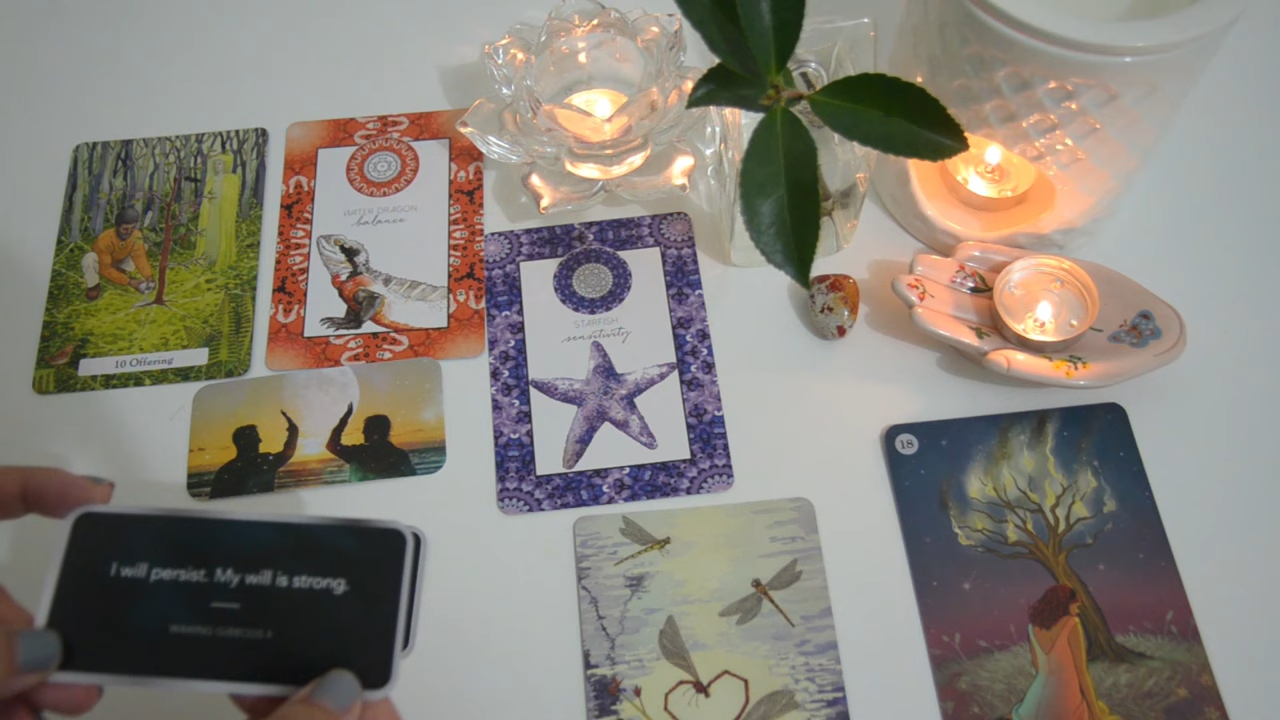 10 Offering
WATER DRAGON
balance
STARFISH
sensitivity
18
I will persist. My will is strong.